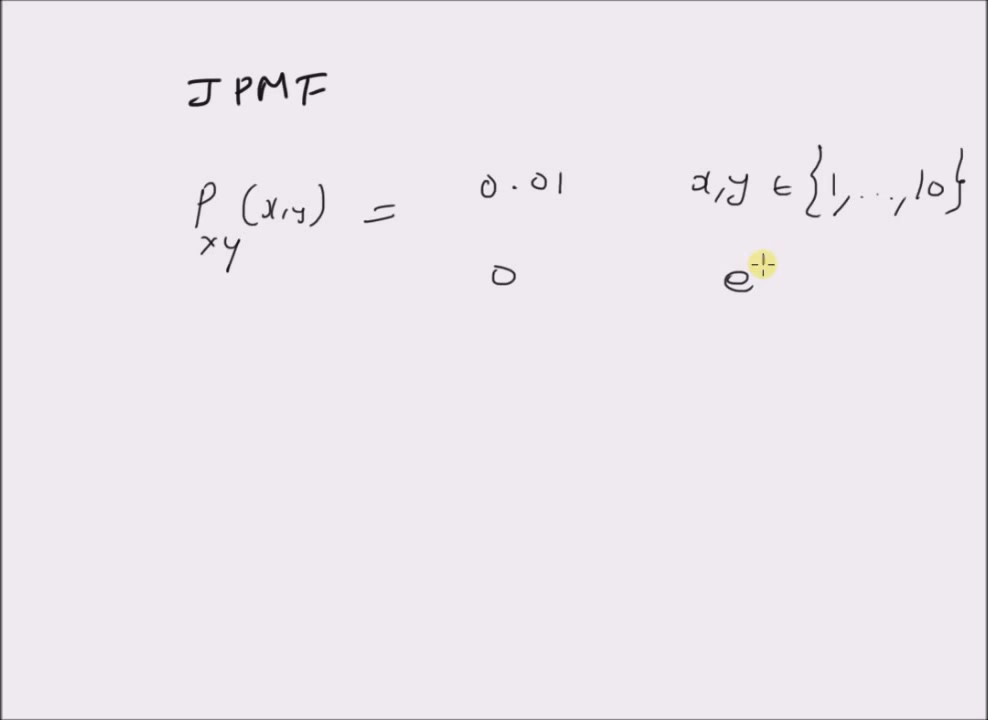 JPMF
P (x,y) = 0.01 x,y ∈ {1,...,10}
xy
0 e